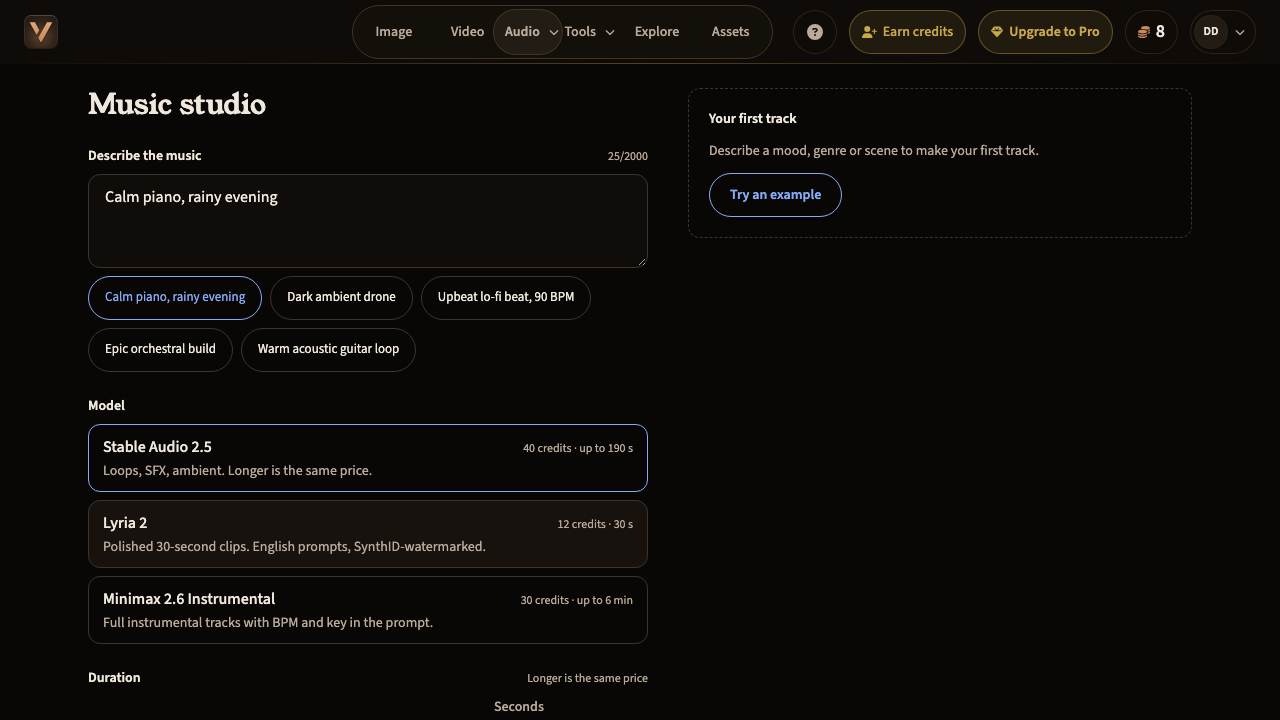 Image Video Audio Tools Explore Assets Earn credits Upgrade to Pro 8 DD
Music studio
Describe the music 25/2000
Calm piano, rainy evening
Calm piano, rainy evening Dark ambient drone Upbeat lo-fi beat, 90 BPM
Epic orchestral build Warm acoustic guitar loop
Model
Stable Audio 2.5 40 credits · up to 190 s
Loops, SFX, ambient. Longer is the same price.
Lyria 2 12 credits · 30 s
Polished 30-second clips. English prompts, SynthID-watermarked.
Minimax 2.6 Instrumental 30 credits · up to 6 min
Full instrumental tracks with BPM and key in the prompt.
Duration Longer is the same price
Seconds
Your first track
Describe a mood, genre or scene to make your first track.
Try an example